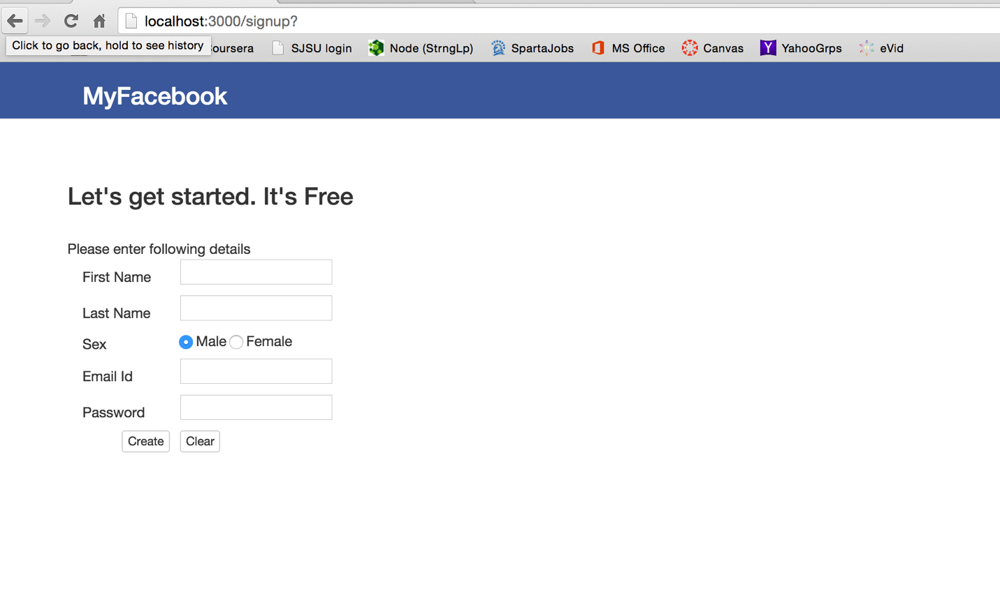 localhost:3000/signup?
Click to go back, hold to see history
SJSU login Node (StrngLp) SpartaJobs MS Office Canvas YahooGrps eVid
MyFacebook
Let's get started. It's Free
Please enter following details
First Name
Last Name
Sex Male Female
Email Id
Password
Create Clear